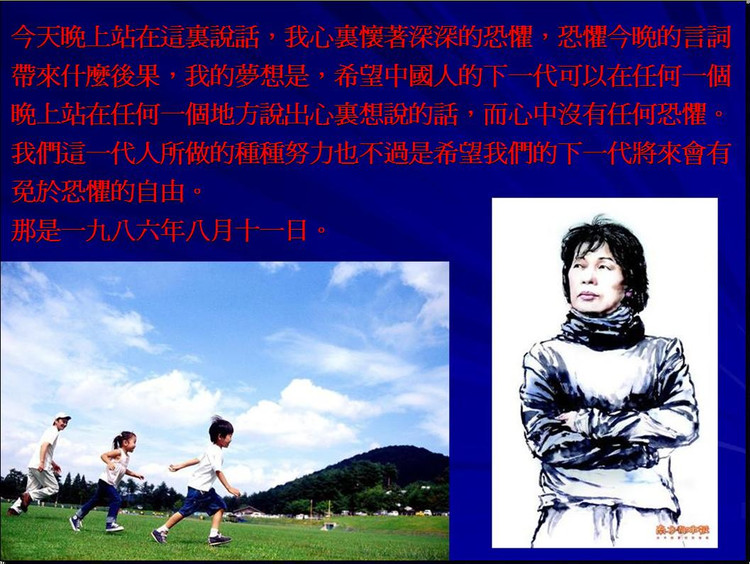 今天晚上站在這裏說話，我心裏懷著深深的恐懼，恐懼今晚的言詞
帶來什麼後果，我的夢想是，希望中國人的下一代可以在任何一個
晚上站在任何一個地方說出心裏想說的話，而心中沒有任何恐懼。
我們這一代人所做的種種努力也不過是希望我們的下一代將來會有
免於恐懼的自由。
那是一九八六年八月十一日。